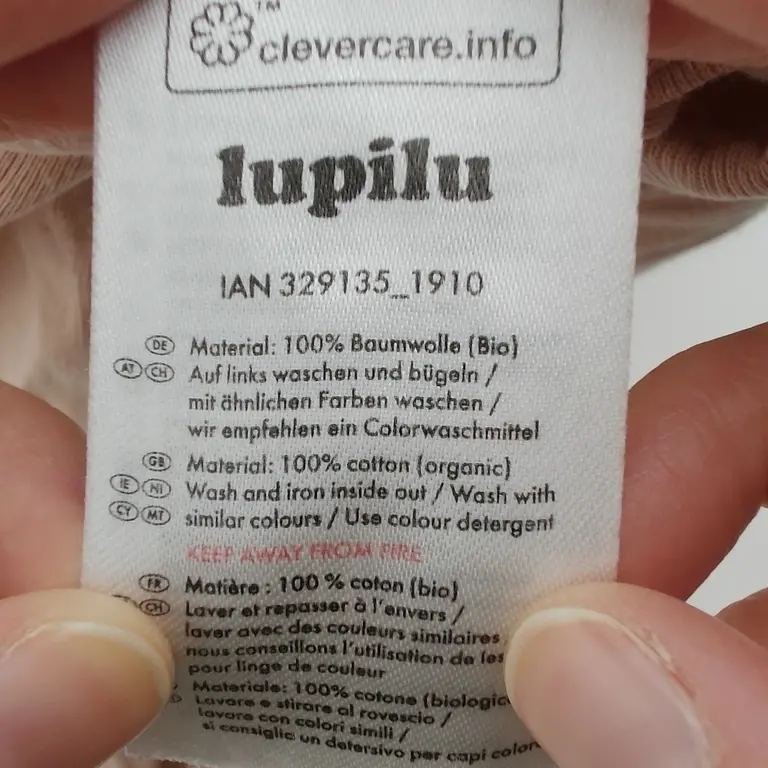 ™
clevercare.info
lupilu
IAN 329135_1910
DE Material: 100% Baumwolle (Bio)
AT CH Auf links waschen und bügeln /
mit ähnlichen Farben waschen /
wir empfehlen ein Colorwaschmittel
GB Material: 100% cotton (organic)
IE NI Wash and iron inside out / Wash with
CY MT similar colours / Use colour detergent
KEEP AWAY FROM FIRE
FR Matière : 100 % coton (bio)
CH Laver et repasser à l'envers /
laver avec des couleurs similaires
nous conseillons l'utilisation de les
pour linge de couleur
Materiale: 100% cotone (biologic
Lavare e stirare al rovescio /
lavare con colori simili /
si consiglia un detersivo per capi color